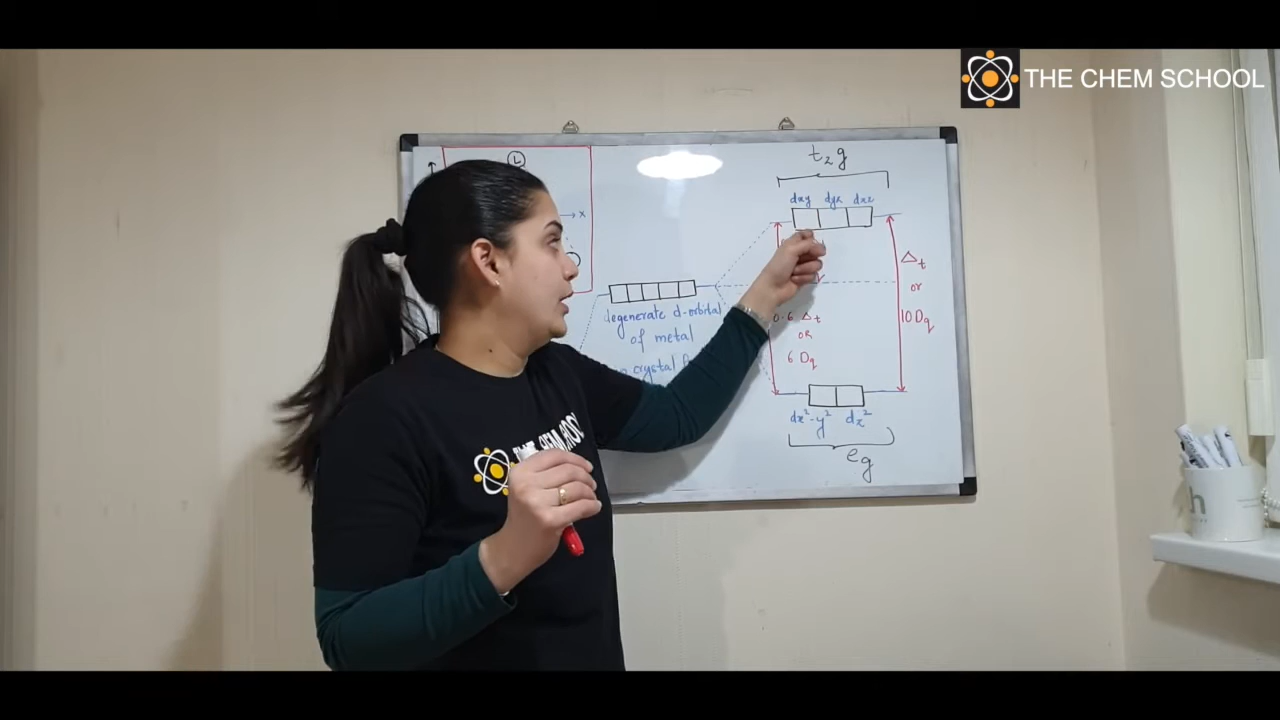 THE CHEM SCHOOL
L
x
t2g
dxy dyz dxz
degenerate d-orbital
of metal
crystal
0.6 Δt
OR
6 Dq
Δt
or
10 Dq
dx²-y² dz²
eg